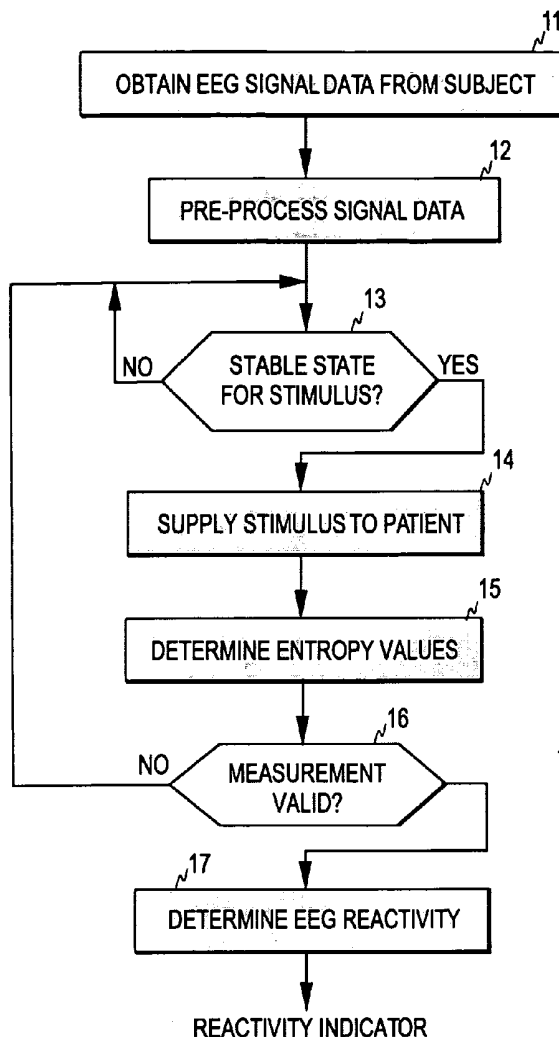 11
OBTAIN EEG SIGNAL DATA FROM SUBJECT
12
PRE-PROCESS SIGNAL DATA
13
NO
STABLE STATE
FOR STIMULUS?
YES
14
SUPPLY STIMULUS TO PATIENT
15
DETERMINE ENTROPY VALUES
16
NO
MEASUREMENT
VALID?
17
DETERMINE EEG REACTIVITY
REACTIVITY INDICATOR